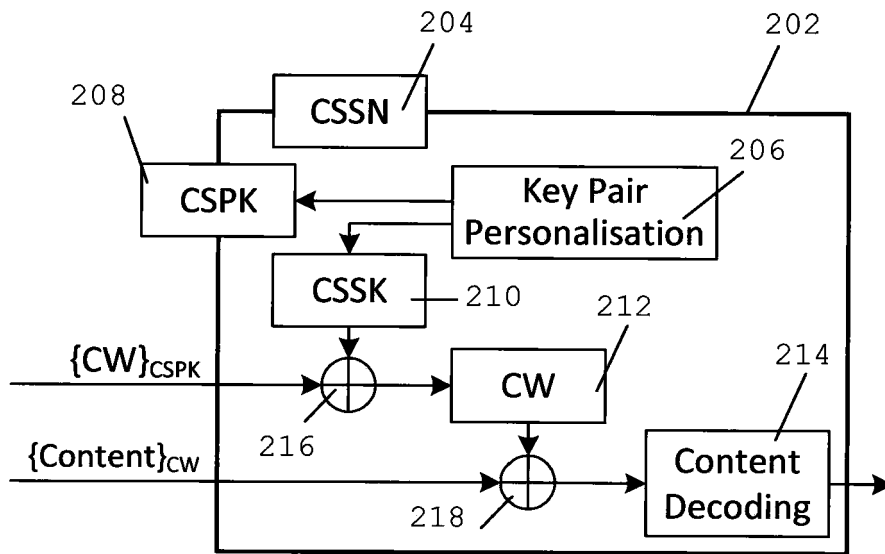 204
202
208
CSSN
206
CSPK
Key Pair
Personalisation
CSSK
210
212
214
{CW}CSPK
CW
216
{Content}CW
Content
Decoding
218